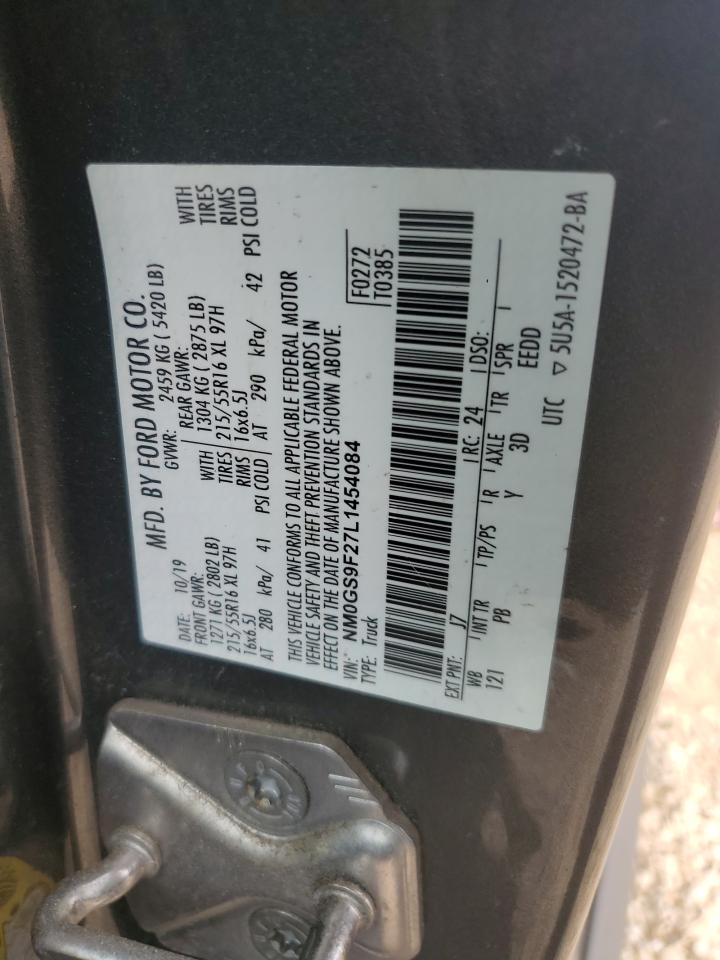 MFD. BY FORD MOTOR CO.
DATE: 10/19 GVWR: 2459 KG ( 5420 LB)
FRONT GAWR: REAR GAWR:
1271 KG ( 2802 LB) WITH 1304 KG ( 2875 LB) WITH
215/55R16 XL 97H TIRES 215/55R16 XL 97H TIRES
16x6.5J RIMS 16x6.5J RIMS
AT 280 kPa/ 41 PSI COLD AT 290 kPa/ 42 PSI COLD
THIS VEHICLE CONFORMS TO ALL APPLICABLE FEDERAL MOTOR
VEHICLE SAFETY AND THEFT PREVENTION STANDARDS IN
EFFECT ON THE DATE OF MANUFACTURE SHOWN ABOVE.
VIN: NM0GS9F27L1454084 F0272
TYPE: Truck T0385
EXT PNT: J7 RC: 24 DSO:
WB INT TR TP/PS R AXLE TR SPR
121 PB Y 3D EEDD
UTC ▽ 5U5A-1520472-BA